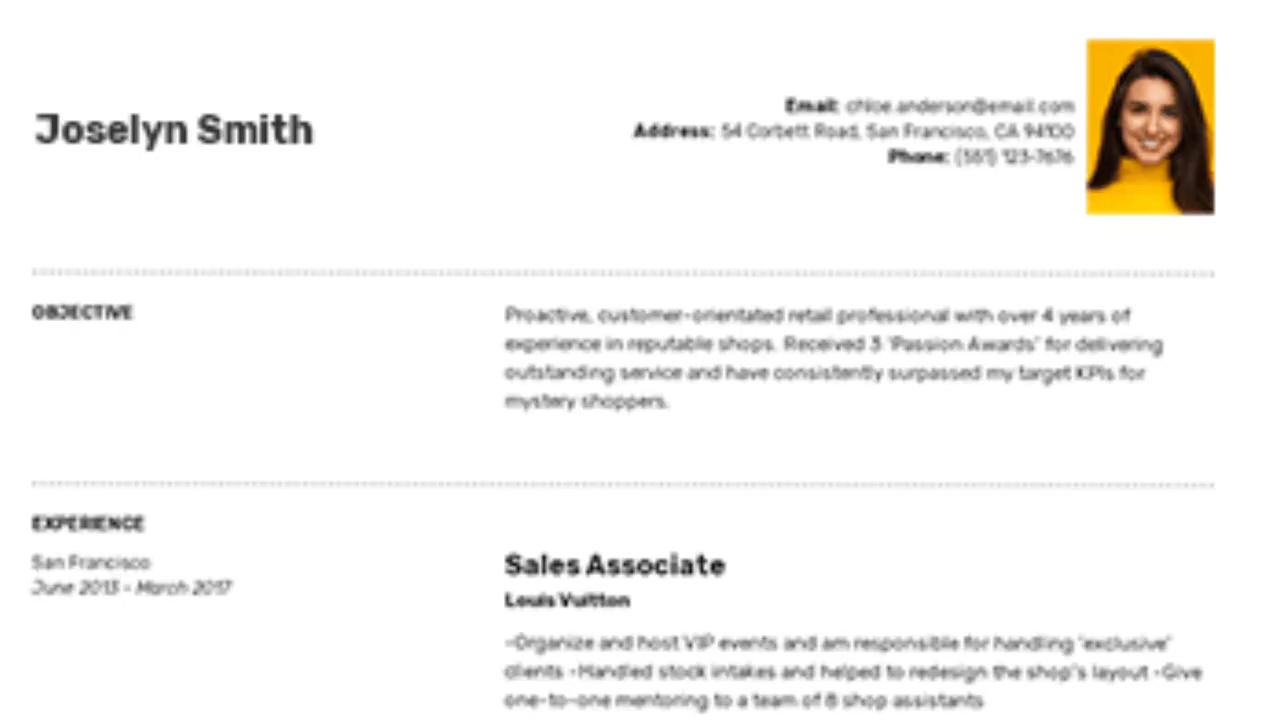 Joselyn Smith
Email: chloe.anderson@email.com
Address: 54 Corbett Road, San Francisco, CA 94100
Phone: (551) 123-7676
OBJECTIVE
Proactive, customer-orientated retail professional with over 4 years of
experience in reputable shops. Received 3 'Passion Awards' for delivering
outstanding service and have consistently surpassed my target KPIs for
mystery shoppers.
EXPERIENCE
San Francisco
June 2013 - March 2017
Sales Associate
Louis Vuitton
-Organize and host VIP events and am responsible for handling 'exclusive'
clients -Handled stock intakes and helped to redesign the shop's layout -Give
one-to-one mentoring to a team of 8 shop assistants